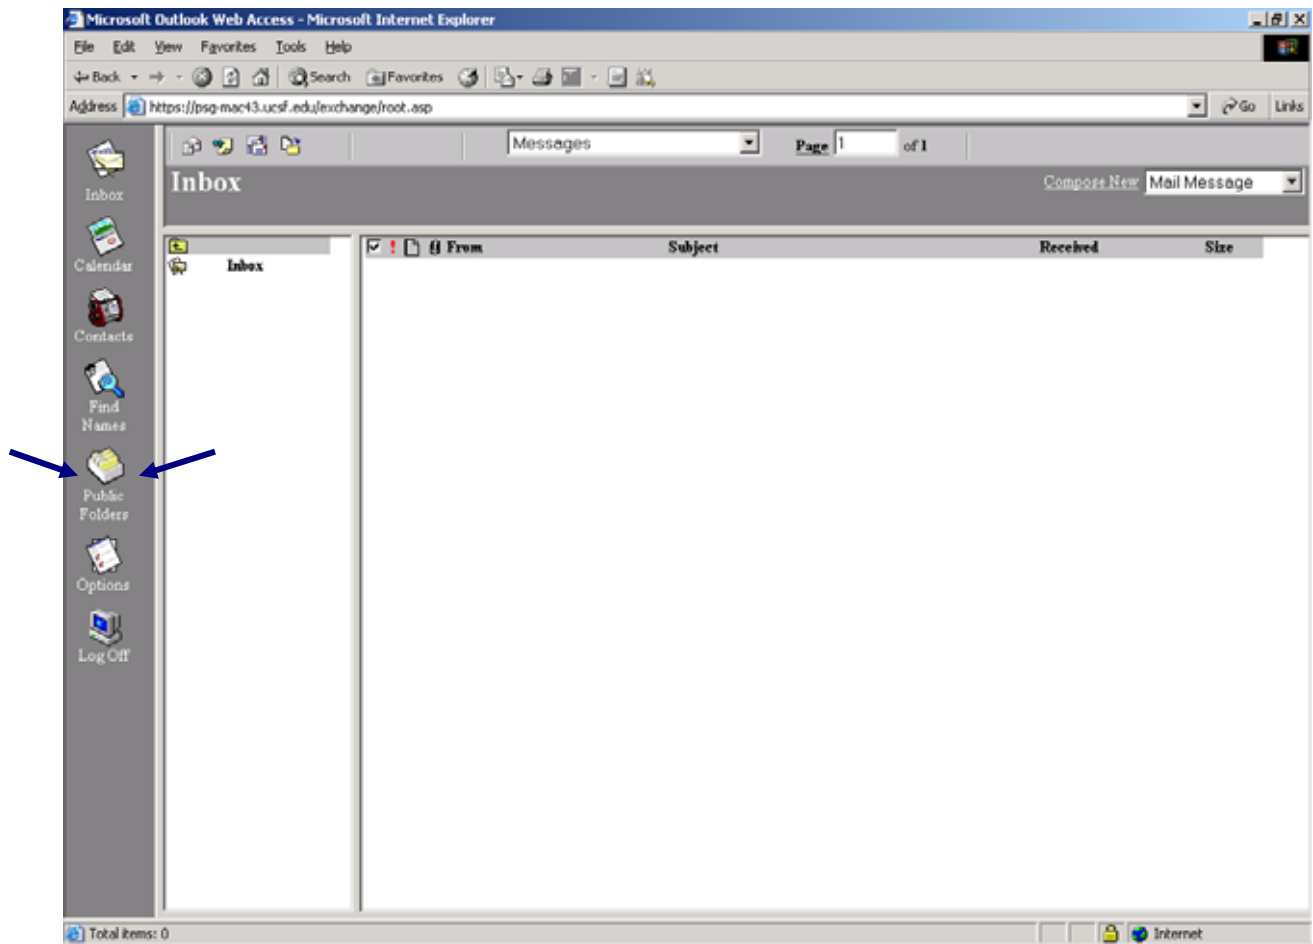 Microsoft Outlook Web Access - Microsoft Internet Explorer
File Edit View Favorites Tools Help
Back Search Favorites
Address https://psg-mac43.ucsf.edu/exchange/root.asp Go Links
Messages Page 1 of 1
Inbox Compose New Mail Message
From Subject Received Size
Inbox
Inbox
Calendar
Contacts
Find
Names
Public
Folders
Options
Log Off
Total items: 0 Internet